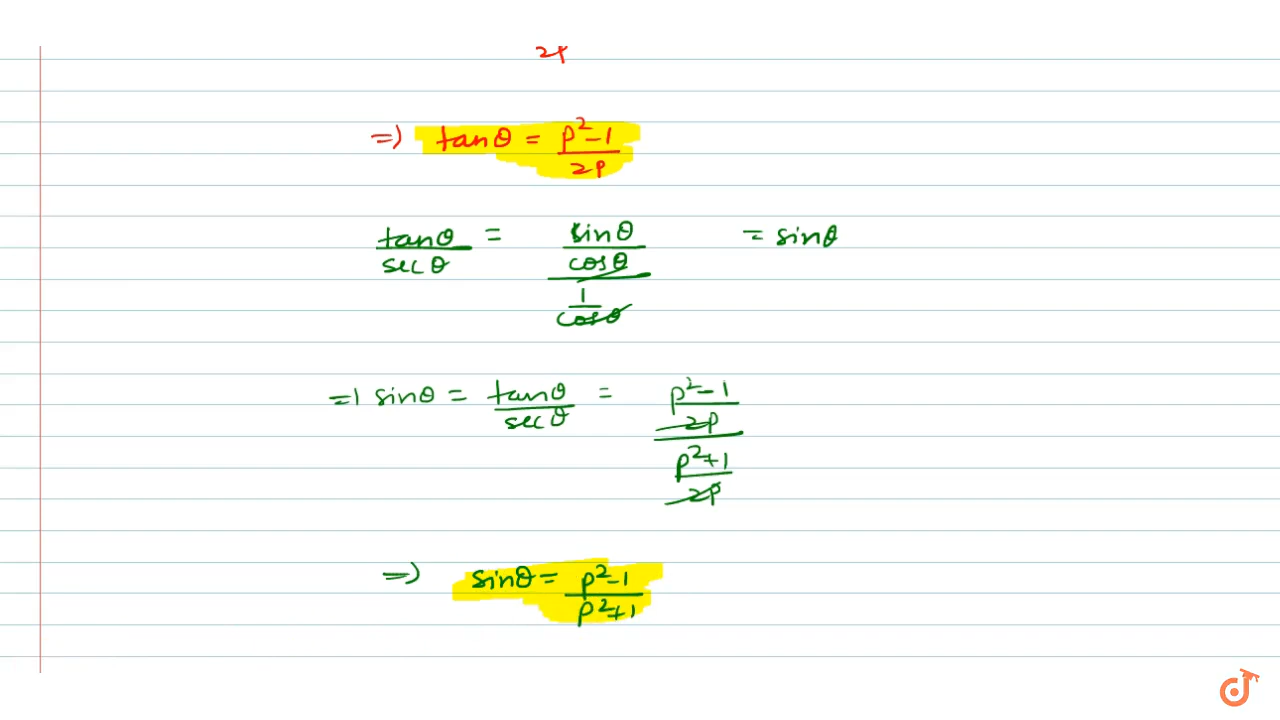 2p
=> tanθ = p²-1 / 2p
tanθ / secθ = sinθ / cosθ / 1 / cosθ = sinθ
=> sinθ = tanθ / secθ = p²-1 / 2p / p²+1 / 2p
=> sinθ = p²-1 / p²+1